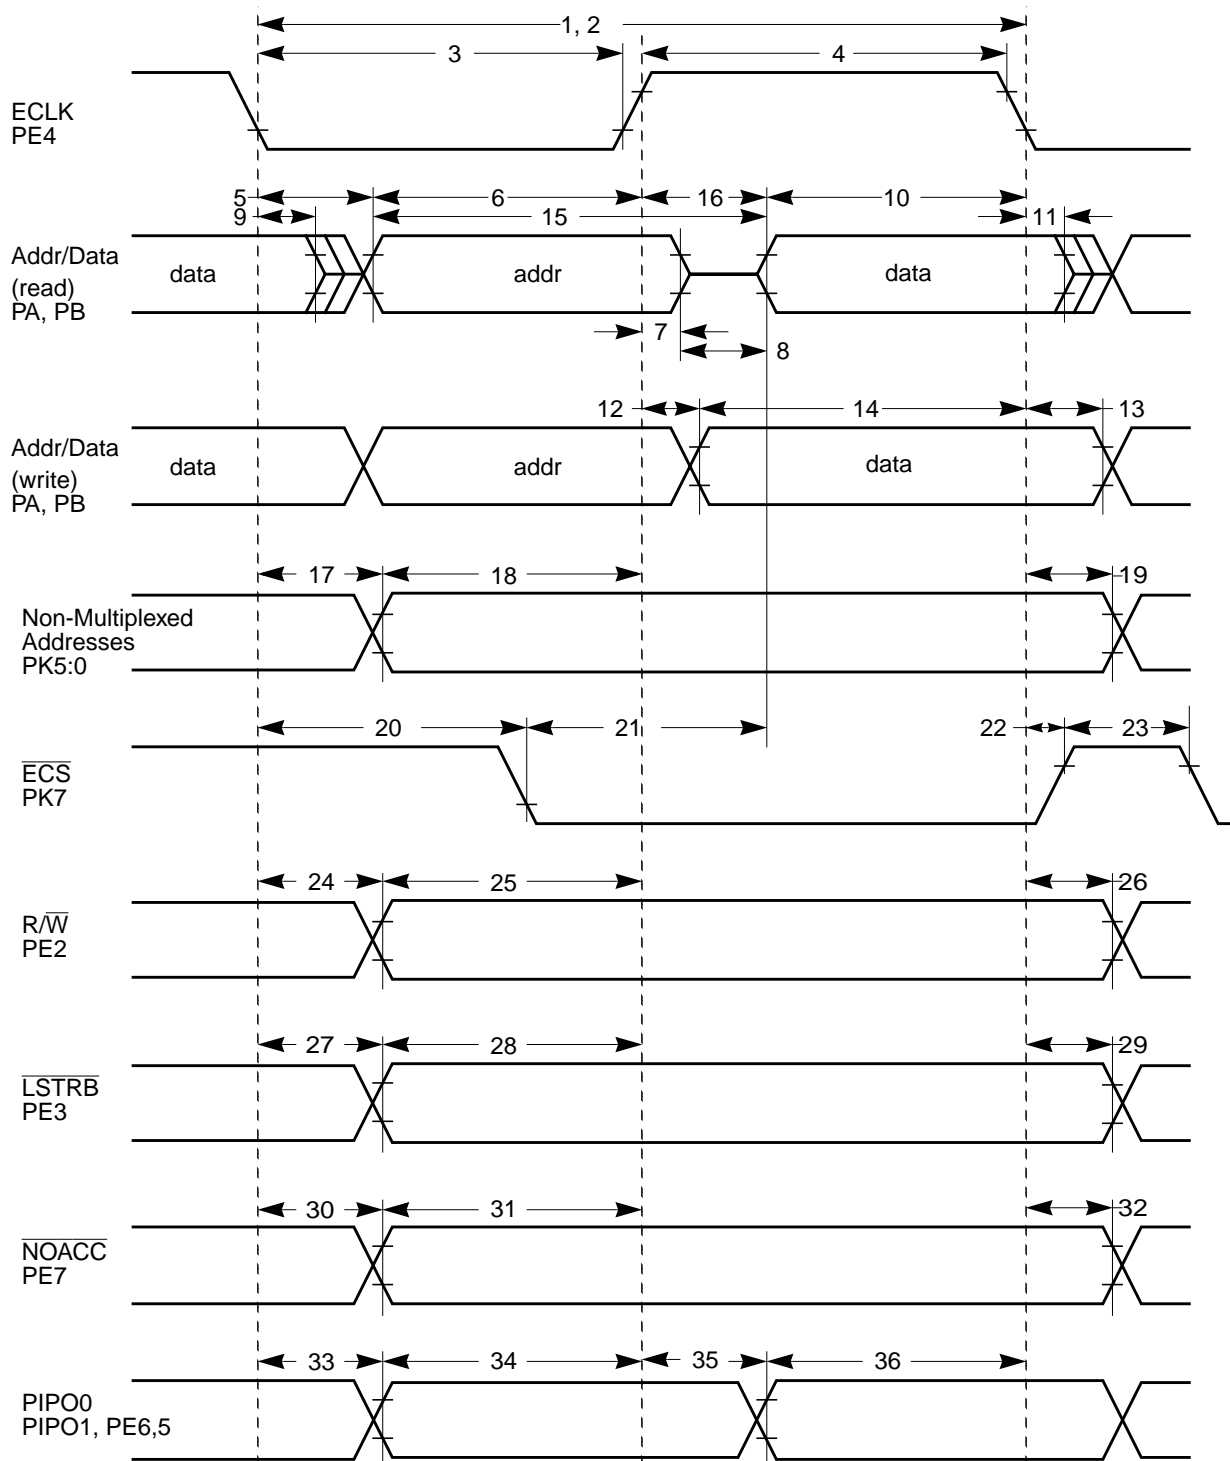 1, 2
3
4
ECLK
PE4
5
6
16
10
9
15
11
Addr/Data
(read)
PA, PB
data
addr
data
7
8
12
14
13
Addr/Data
(write)
PA, PB
data
addr
data
17
18
19
Non-Multiplexed
Addresses
PK5:0
20
21
22
23
ECS
PK7
24
25
26
R/W
PE2
27
28
29
LSTRB
PE3
30
31
32
NOACC
PE7
33
34
35
36
PIPO0
PIPO1, PE6,5